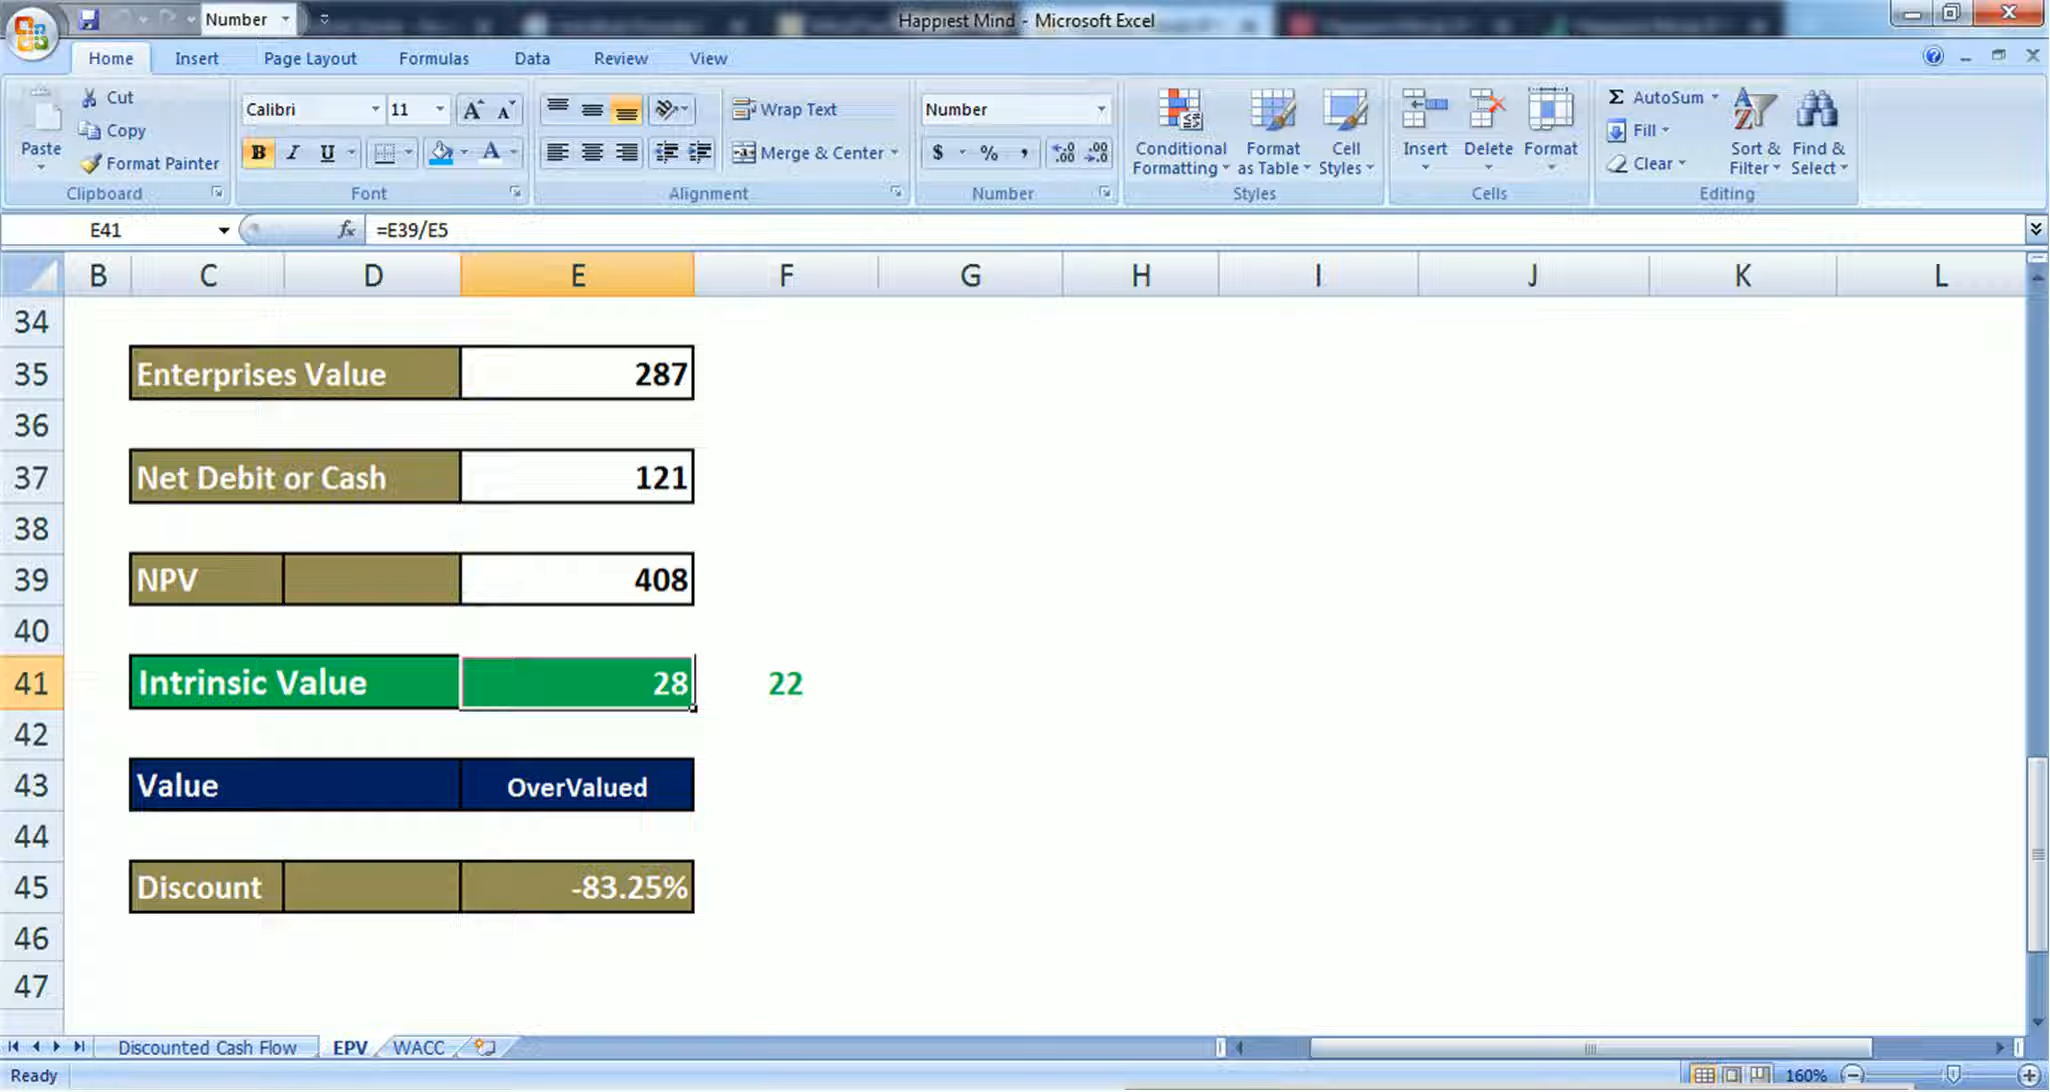 Number
Happiest Mind - Microsoft Excel
Home Insert Page Layout Formulas Data Review View
Paste
Cut
Copy
Format Painter
Clipboard
Calibri 11
B I U
Font
Wrap Text
Merge & Center
Alignment
Number
$ % ,
Number
Conditional Formatting
Format as Table
Cell Styles
Styles
Insert Delete Format
Cells
Σ AutoSum
Fill
Clear
Sort & Filter
Find & Select
Editing
E41 fx =E39/E5
B C D E F G H I J K L
34
35 Enterprises Value 287
36
37 Net Debit or Cash 121
38
39 NPV 408
40
41 Intrinsic Value 28 22
42
43 Value OverValued
44
45 Discount -83.25%
46
47
Discounted Cash Flow EPV WACC
Ready 160%